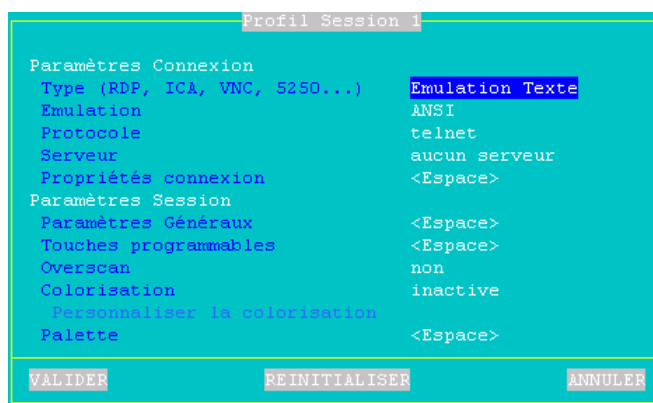 Profil Session 1
Paramètres Connexion
Type (RDP, ICA, VNC, 5250...) Emulation Texte
Emulation ANSI
Protocole telnet
Serveur aucun serveur
Propriétés connexion <Espace>
Paramètres Session
Paramètres Généraux <Espace>
Touches programmables <Espace>
Overscan non
Colorisation inactive
Personnaliser la colorisation
Palette <Espace>
VALIDER REINITIALISER ANNULER